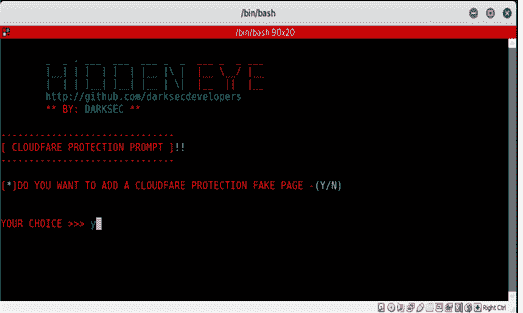 /bin/bash
/bin/bash 90x20
HIDDEN EYE
http://github.com/darksecdevelopers
** BY: DARKSEC **
[ CLOUDFARE PROTECTION PROMPT ]!!
[*]DO YOU WANT TO ADD A CLOUDFARE PROTECTION FAKE PAGE -(Y/N)
YOUR CHOICE >>> y
Right Ctrl